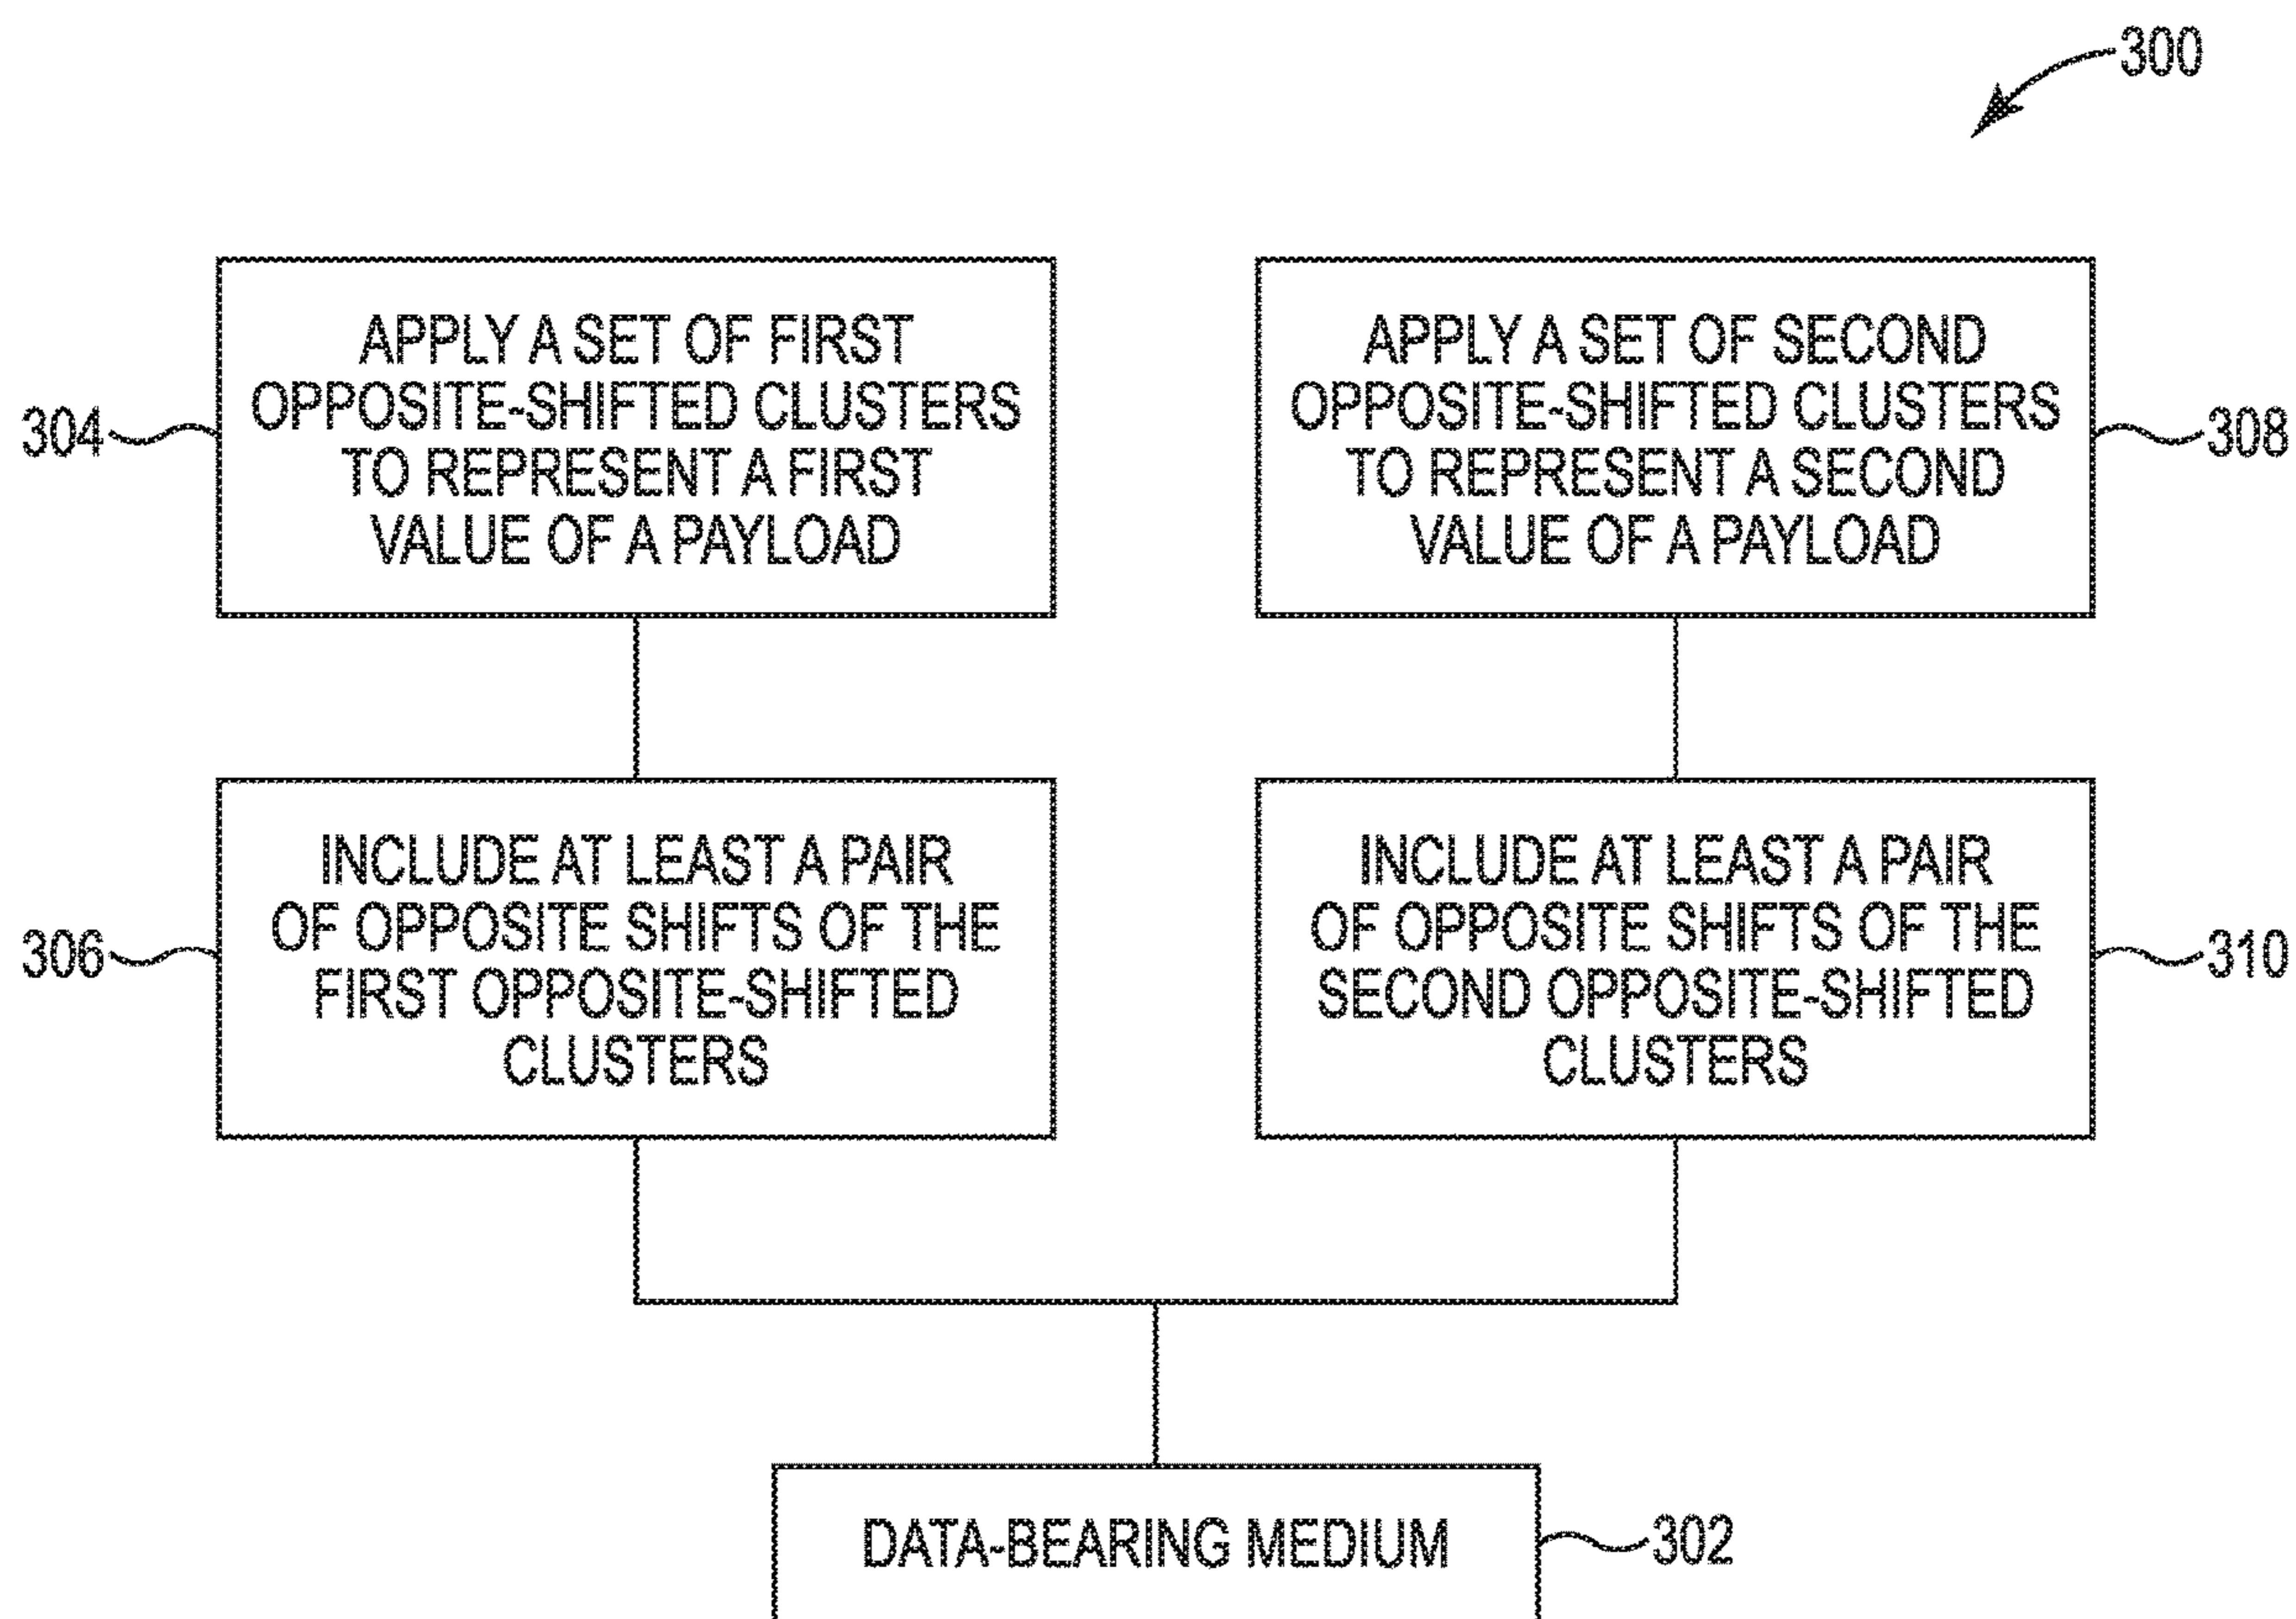 300
APPLY A SET OF FIRST
OPPOSITE-SHIFTED CLUSTERS
TO REPRESENT A FIRST
VALUE OF A PAYLOAD
304
APPLY A SET OF SECOND
OPPOSITE-SHIFTED CLUSTERS
TO REPRESENT A SECOND
VALUE OF A PAYLOAD
308
INCLUDE AT LEAST A PAIR
OF OPPOSITE SHIFTS OF THE
FIRST OPPOSITE-SHIFTED
CLUSTERS
306
INCLUDE AT LEAST A PAIR
OF OPPOSITE SHIFTS OF THE
SECOND OPPOSITE-SHIFTED
CLUSTERS
310
DATA-BEARING MEDIUM
302